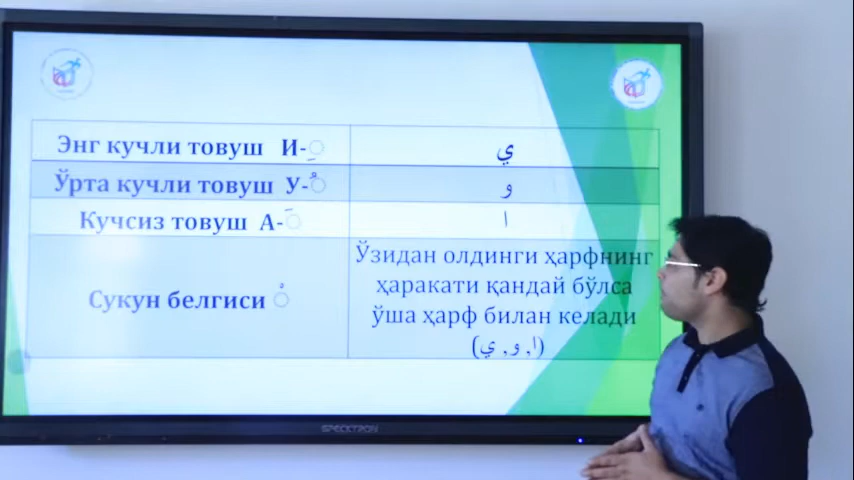 Энг кучли товуш И-◌ِ
ي
Ўрта кучли товуш У-◌ُ
و
Кучсиз товуш А-◌َ
ا
Сукун белгиси ◌ْ
Ўзидан олдинги ҳарфнинг
ҳаракати қандай бўлса
ўша ҳарф билан келади
(ا, و, ي)
SPECKTRON